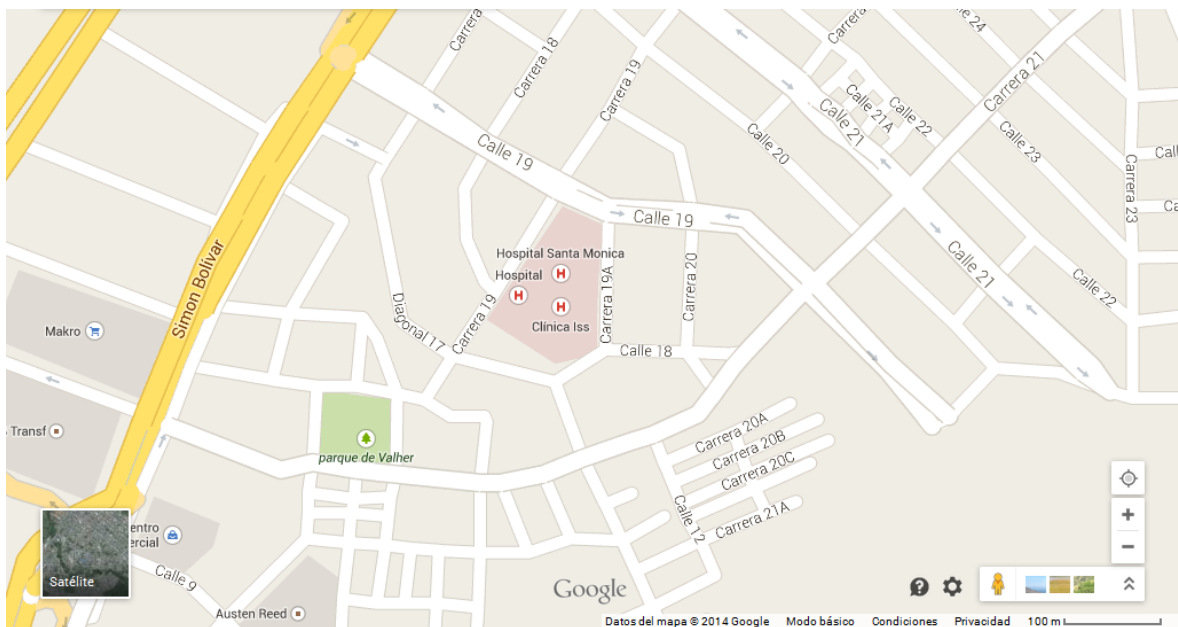 Carrera
Carrera 18
Carrera 19
Carrera 21
Calle 24
Calle 21A
Calle 22
Calle 21
Calle 20
Calle 23
Calle
Carrera 23
Calle 19
Calle 19
Hospital Santa Monica
Hospital
Clínica Iss
Carrera 19A
Carrera 20
Simon Bolívar
Calle 21
Calle 22
Makro
Diagonal 17
Carrera 19
Calle 18
Transf
parque de Valher
Carrera 20A
Carrera 20B
Carrera 20C
Carrera 21A
Calle 12
entro
ercial
Calle 9
Satélite
Google
Austen Reed
Datos del mapa © 2014 Google Modo básico Condiciones Privacidad 100 m